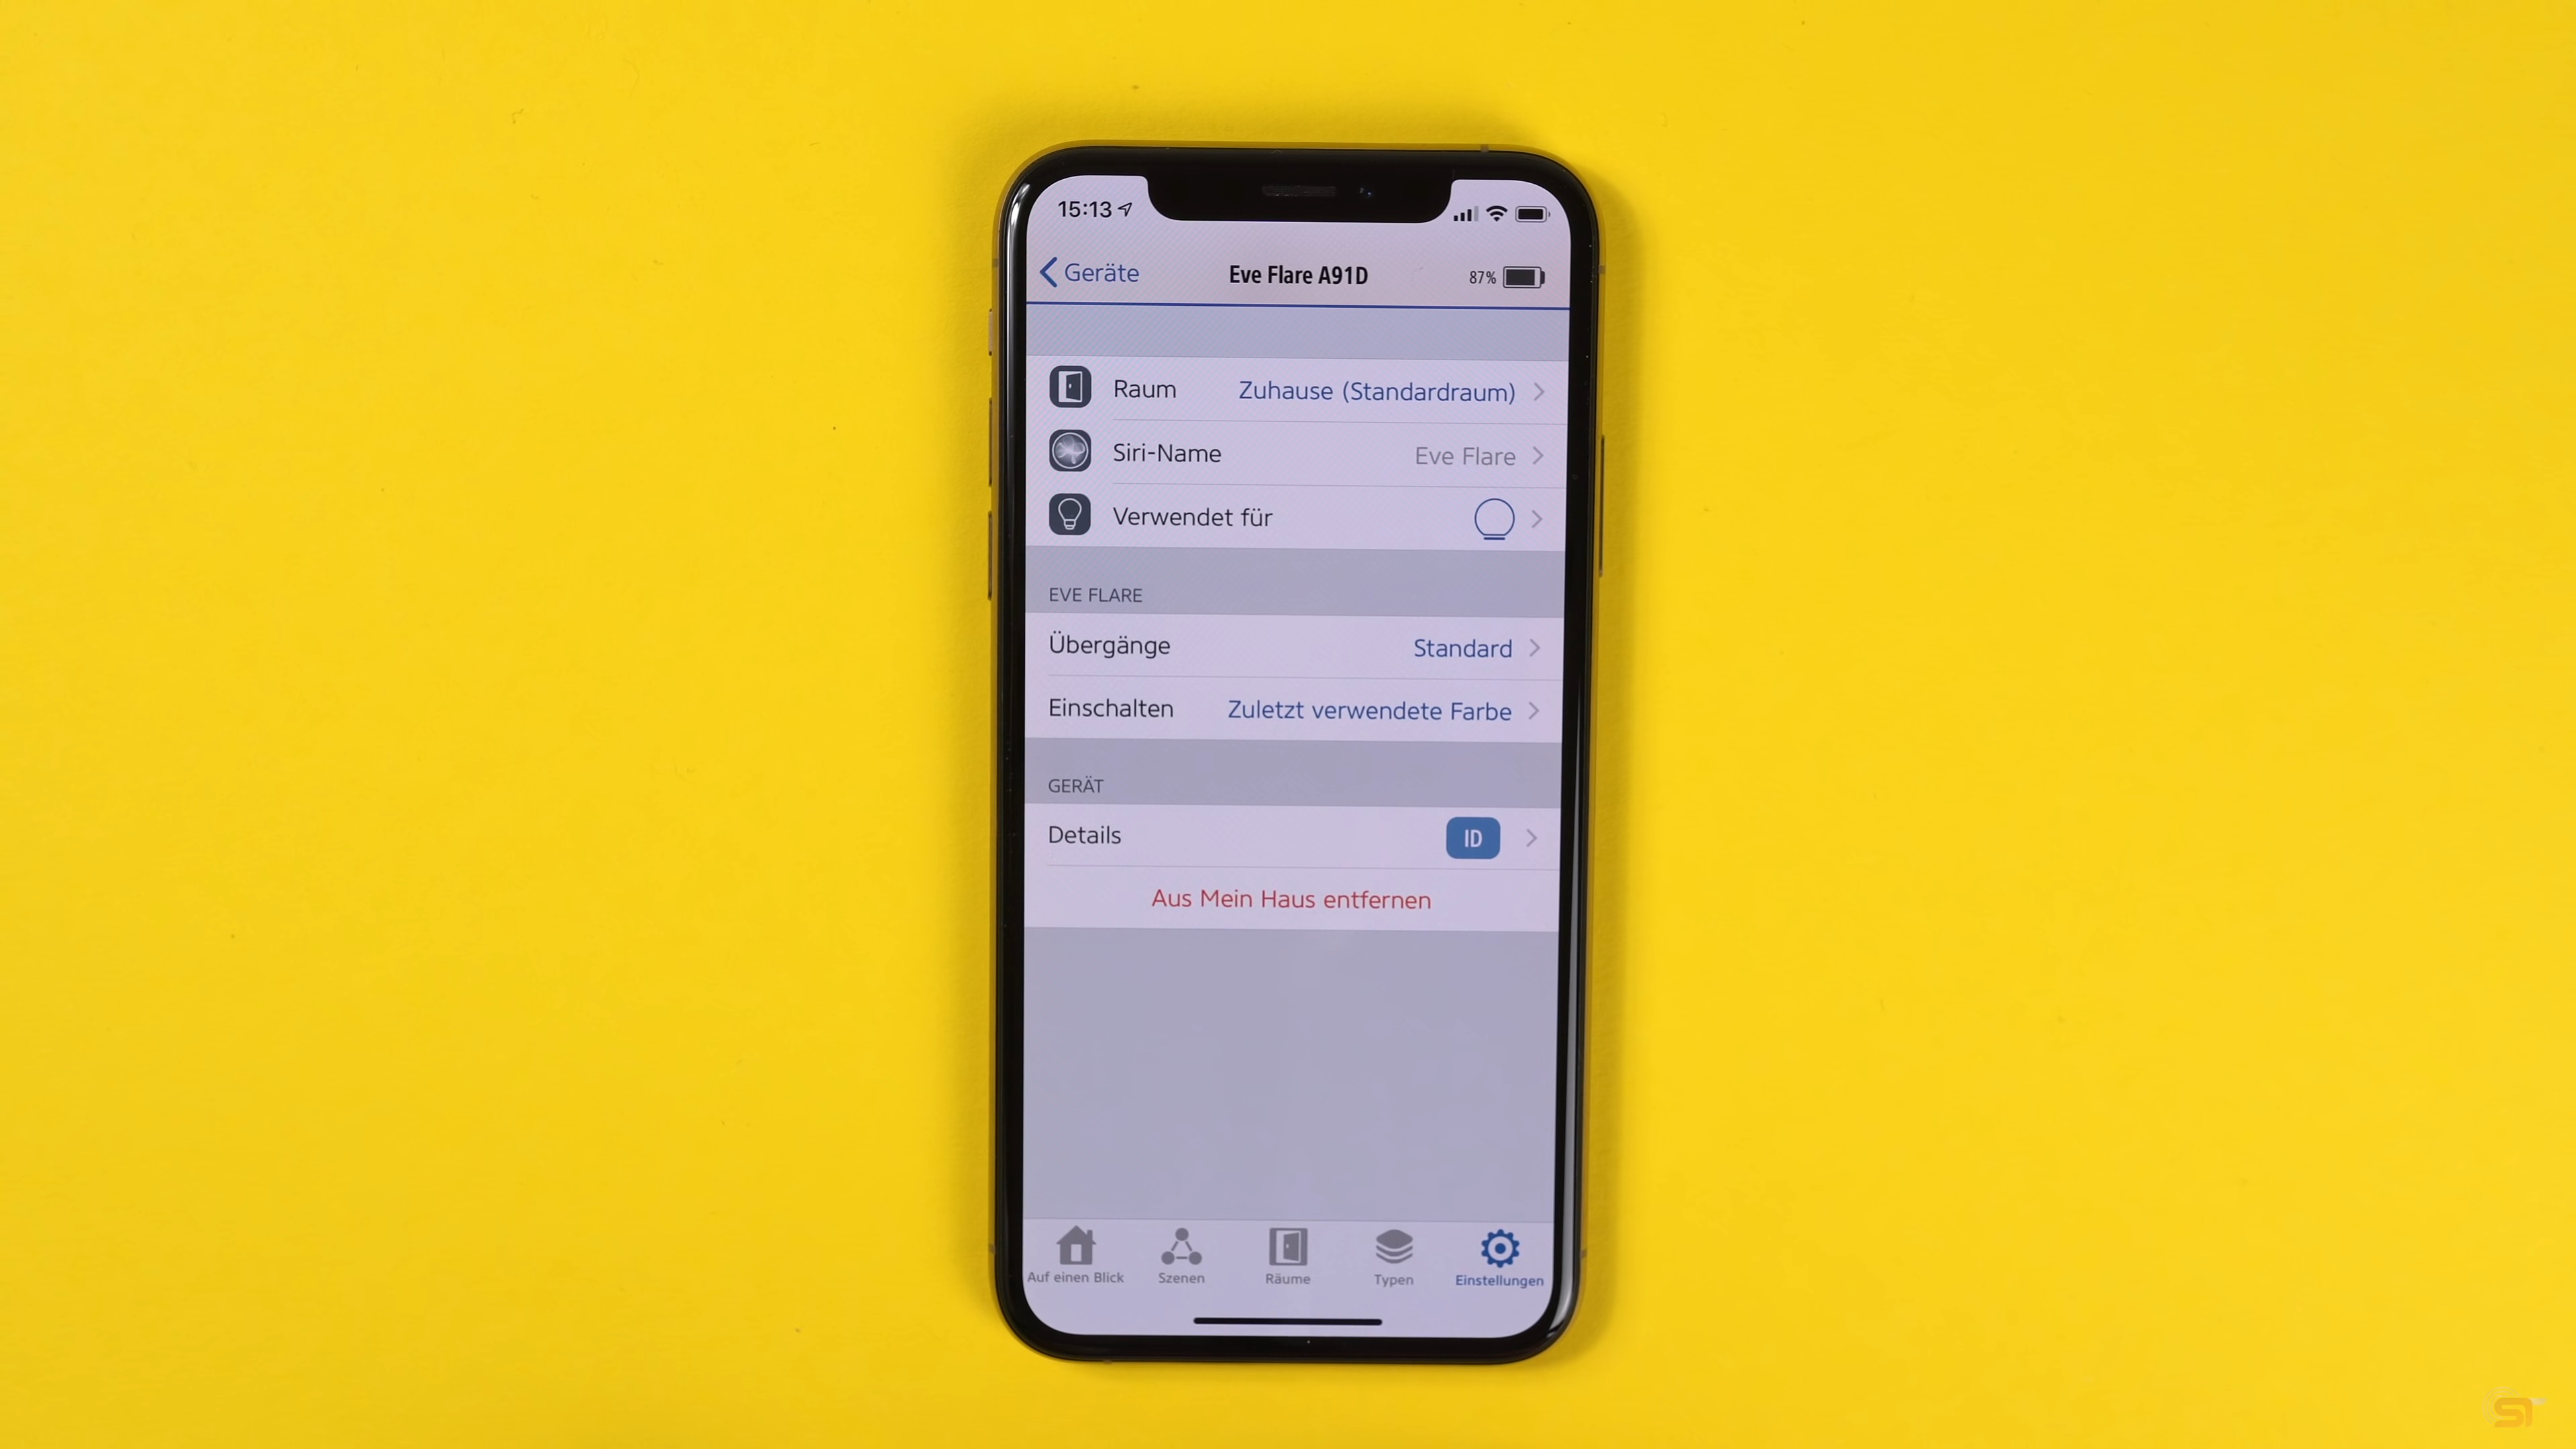 15:13
Geräte Eve Flare A91D 87%
Raum Zuhause (Standardraum)
Siri-Name Eve Flare
Verwendet für
EVE FLARE
Übergänge Standard
Einschalten Zuletzt verwendete Farbe
GERÄT
Details ID
Aus Mein Haus entfernen
Auf einen Blick Szenen Räume Typen Einstellungen